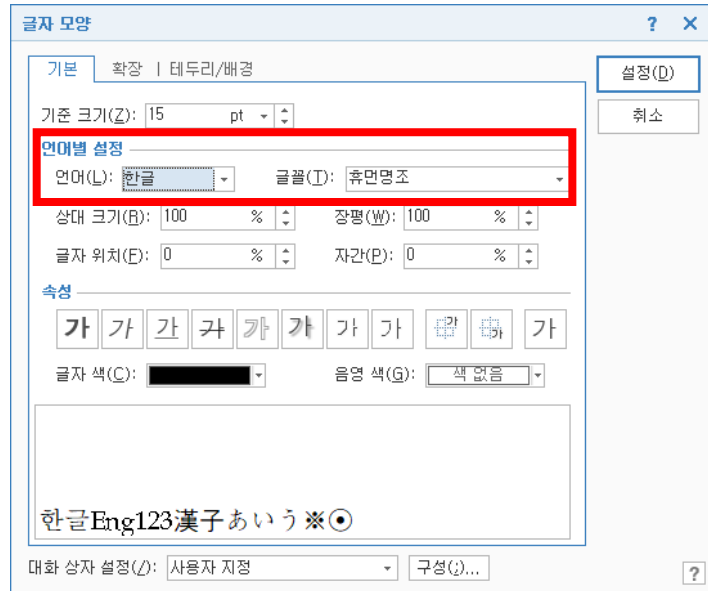 글자 모양 ? ×
기본 확장 | 테두리/배경
설정(D)
취소
기준 크기(Z): 15 pt
언어별 설정
언어(L): 한글 글꼴(T): 휴먼명조
상대 크기(R): 100 % 장평(W): 100 %
글자 위치(F): 0 % 자간(P): 0 %
속성
가 가 가 가 가 가 가 가 가 가 가
글자 색(C): 음영 색(G): 색 없음
한글Eng123漢子あいう※⊙
대화 상자 설정(/): 사용자 지정 구성(;)... ?